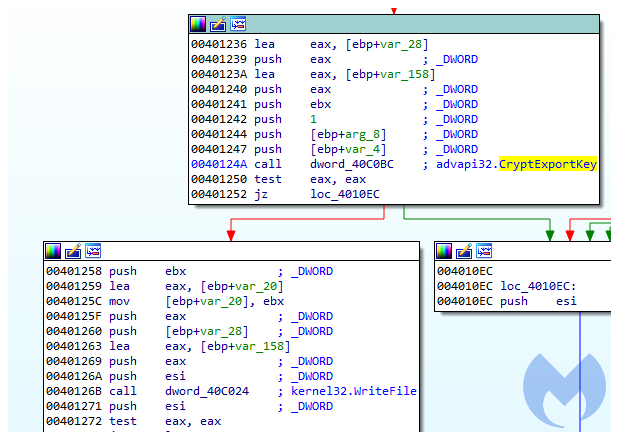 00401236 lea eax, [ebp+var_28]
00401239 push eax ; _DWORD
0040123A lea eax, [ebp+var_158]
00401240 push eax ; _DWORD
00401241 push ebx ; _DWORD
00401242 push 1 ; _DWORD
00401244 push [ebp+arg_8] ; _DWORD
00401247 push [ebp+var_4] ; _DWORD
0040124A call dword_40C0BC ; advapi32.CryptExportKey
00401250 test eax, eax
00401252 jz loc_4010EC
00401258 push ebx ; _DWORD
00401259 lea eax, [ebp+var_20]
0040125C mov [ebp+var_20], ebx
0040125F push eax ; _DWORD
00401260 push [ebp+var_28] ; _DWORD
00401263 lea eax, [ebp+var_158]
00401269 push eax ; _DWORD
0040126A push esi ; _DWORD
0040126B call dword_40C024 ; kernel32.WriteFile
00401271 push esi ; _DWORD
00401272 test eax, eax
004010EC
004010EC loc_4010EC:
004010EC push esi